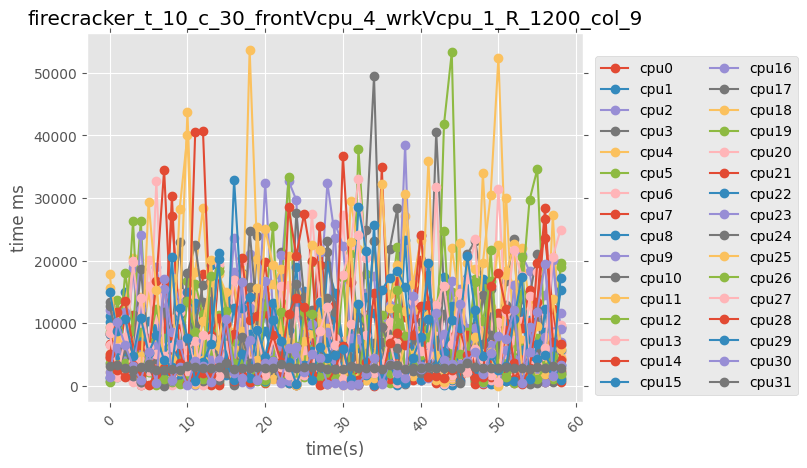 firecracker_t_10_c_30_frontVcpu_4_wrkVcpu_1_R_1200_col_9
time ms
50000
40000
30000
20000
10000
0
0
10
20
30
40
50
60
time(s)
cpu0
cpu1
cpu2
cpu3
cpu4
cpu5
cpu6
cpu7
cpu8
cpu9
cpu10
cpu11
cpu12
cpu13
cpu14
cpu15
cpu16
cpu17
cpu18
cpu19
cpu20
cpu21
cpu22
cpu23
cpu24
cpu25
cpu26
cpu27
cpu28
cpu29
cpu30
cpu31